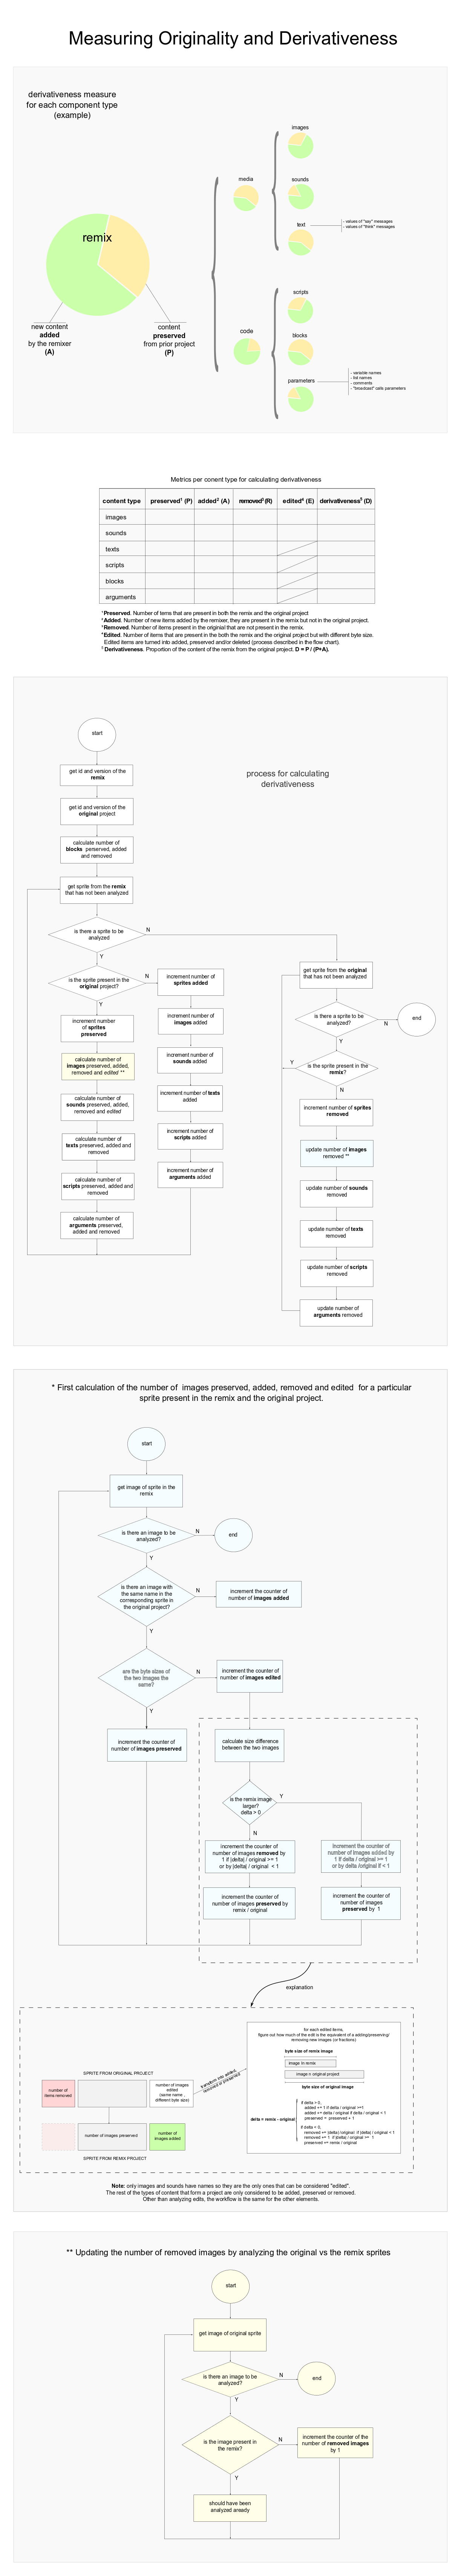 Measuring Originality and Derivativeness
derivativeness measure
for each component type
(example)
remix
new content
added
by the remixer
(A)
content
preserved
from prior project
(P)
media
code
images
sounds
text
- values of "say" messages
- values of "think" messages
scripts
blocks
parameters
- variable names
- list names
- comments
- "broadcast" calls parameters
Metrics per conent type for calculating derivativeness
content type preserved¹ (P) added² (A) removed³ (R) edited⁴ (E) derivativeness⁵ (D)
images
sounds
texts
scripts
blocks
arguments
¹ Preserved. Number of items that are present in both the remix and the original project
² Added. Number of new items added by the remixer, they are present in the remix but not in the original project.
³ Removed. Number of items present in the original that are not present in the remix.
⁴ Edited. Number of items that are present in the both the remix and the original project but with different byte size.
Edited items are turned into added, preserved and/or deleted (process described in the flow chart).
⁵ Derivativeness. Proportion of the content of the remix from the original project. D = P / (P+A).
process for calculating
derivativeness
start
get id and version of the
remix
get id and version of the
original project
calculate number of
blocks perserved, added
and removed
get sprite from the remix
that has not been analyzed
is there a sprite to be
analyzed
N
Y
is the sprite present in the
original project?
N
Y
increment number
of sprites
preserved
calculate number of
images preserved, added,
removed and edited **
calculate number of
sounds preserved, added,
removed and edited
calculate number of
texts preserved, added and
removed
calculate number of
scripts preserved, added and
removed
calculate number of
arguments preserved,
added and removed
increment number of
sprites added
increment number of
images added
increment number of
sounds added
increment number of texts
added
increment number of
scripts added
increment number of
arguments added
get sprite from the original
that has not been analyzed
is there a sprite to be
analyzed?
N
end
Y
is the sprite present in the
remix?
Y
N
increment number of sprites
removed
update number of images
removed **
update number of sounds
removed
update number of texts
removed
update number of scripts
removed
update number of
arguments removed
* First calculation of the number of images preserved, added, removed and edited for a particular
sprite present in the remix and the original project.
start
get image of sprite in the
remix
is there an image to be
analyzed?
N
end
Y
is there an image with
the same name in the
corresponding sprite in
the original project?
N
increment the counter of
number of images added
Y
are the byte sizes of
the two images the
same?
N
increment the counter of
number of images edited
Y
increment the counter of
number of images preserved
calculate size difference
between the two images
is the remix image
larger?
delta > 0
Y
N
increment the counter of
number of images removed by
1 if |delta| / original >= 1
or by |delta| / original < 1
increment the counter of
number of images preserved by
remix / original
increment the counter of
number of images added by
1 if delta / original >= 1
or by delta /original if < 1
increment the counter of
number of images
preserved by 1
explanation
SPRITE FROM ORIGINAL PROJECT
number of
items removed
number of images
edited
(same name ,
different byte size)
number of images preserved
number of
images added
SPRITE FROM REMIX PROJECT
for each edited items,
figure out how much of the edit is the equivalent of a adding/preserving/
removing new images (or fractions)
byte size of remix image
image in remix
image n original project
byte size of original image
delta = remix - original
if delta > 0,
added += 1 if delta / original >=1
added += delta / original if delta / original < 1
preserved = preserved + 1
if delta < 0,
removed += |delta| /original if |delta| / original < 1
removed += 1 if |delta| / original >= 1
preserved += remix / original
Note: only images and sounds have names so they are the only ones that can be considered "edited".
The rest of the types of content that form a project are only considered to be added, preserved or removed.
Other than analyzing edits, the workflow is the same for the other elements.
** Updating the number of removed images by analyzing the original vs the remix sprites
start
get image of original sprite
is there an image to be
analyzed?
N
end
Y
is the image present in
the remix?
N
increment the counter of the
number of removed images
by 1
Y
should have been
analyzed already